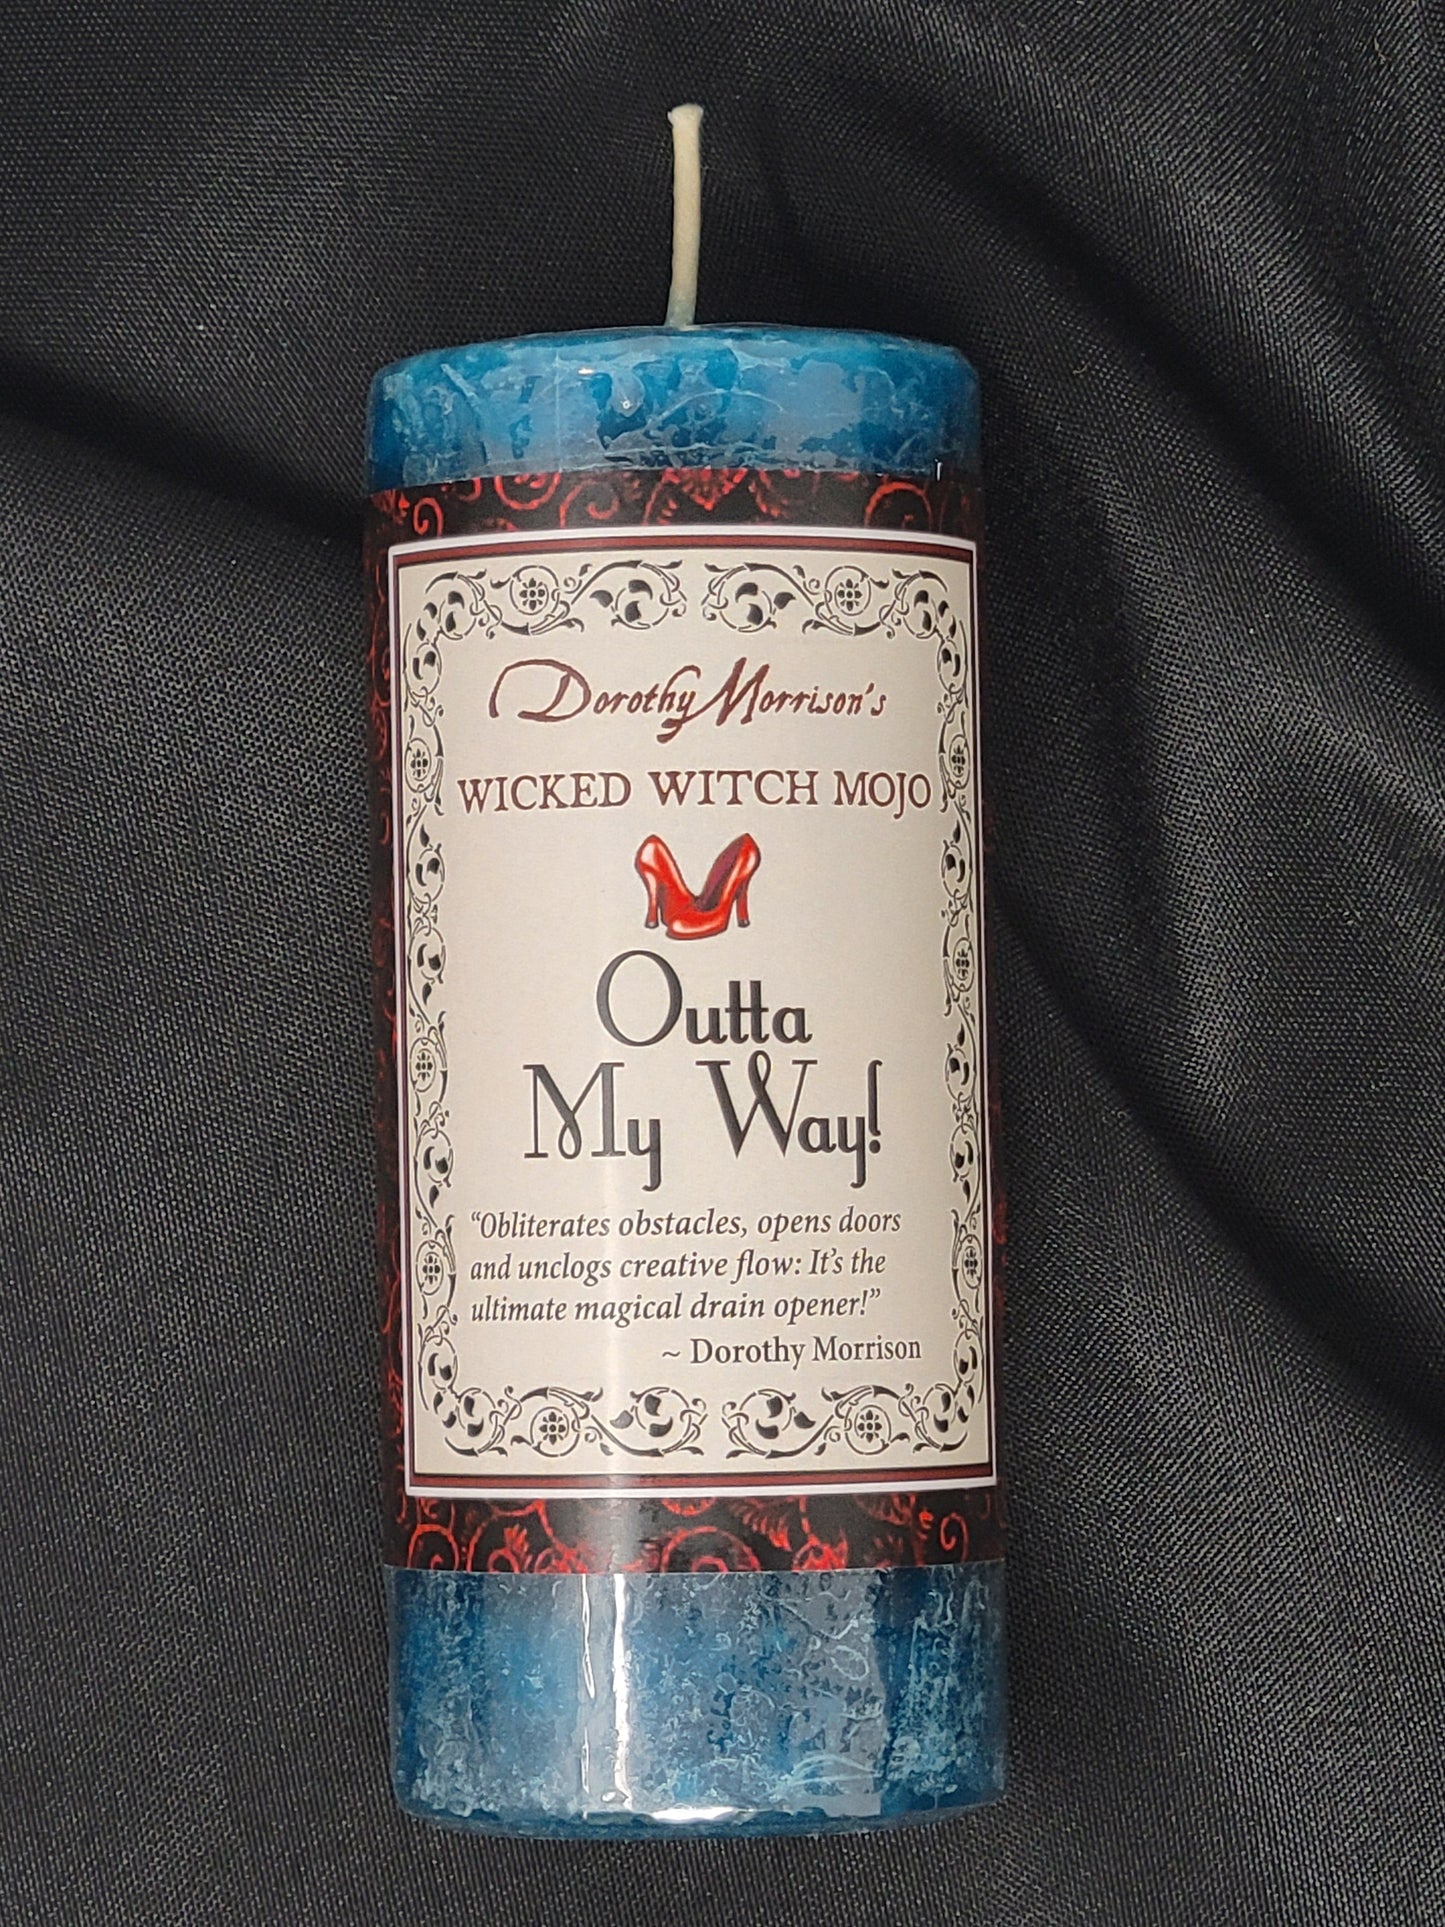 Dorothy Morrison's
WICKED WITCH MOJO
Outta
My Way!
“Obliterates obstacles, opens doors
and unclogs creative flow: It’s the
ultimate magical drain opener!”
~ Dorothy Morrison